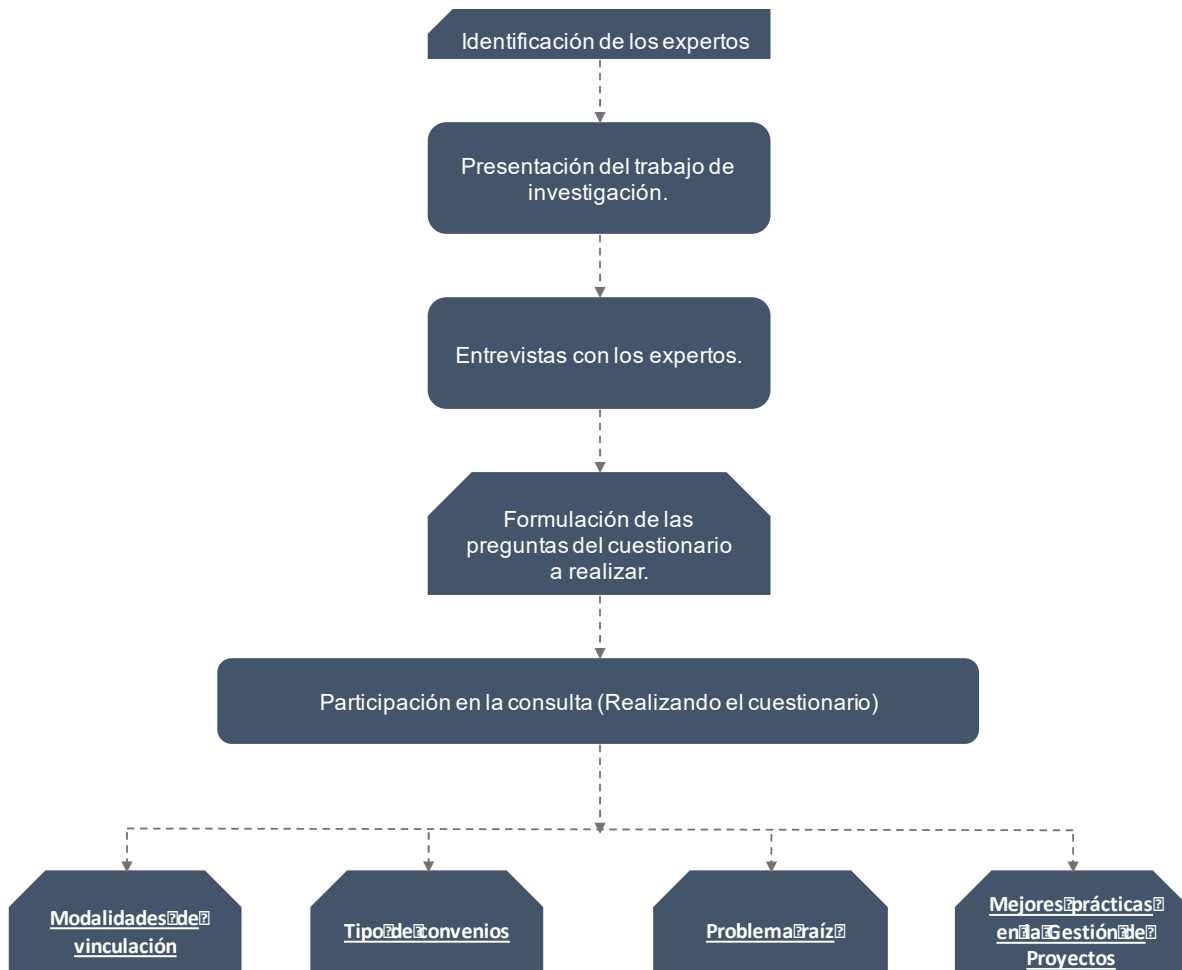 Identificación de los expertos
Presentación del trabajo de
investigación.
Entrevistas con los expertos.
Formulación de las
preguntas del cuestionario
a realizar.
Participación en la consulta (Realizando el cuestionario)
Modalidades de
vinculación
Tipo de convenios
Problema raíz
Mejores prácticas
en la Gestión de
Proyectos